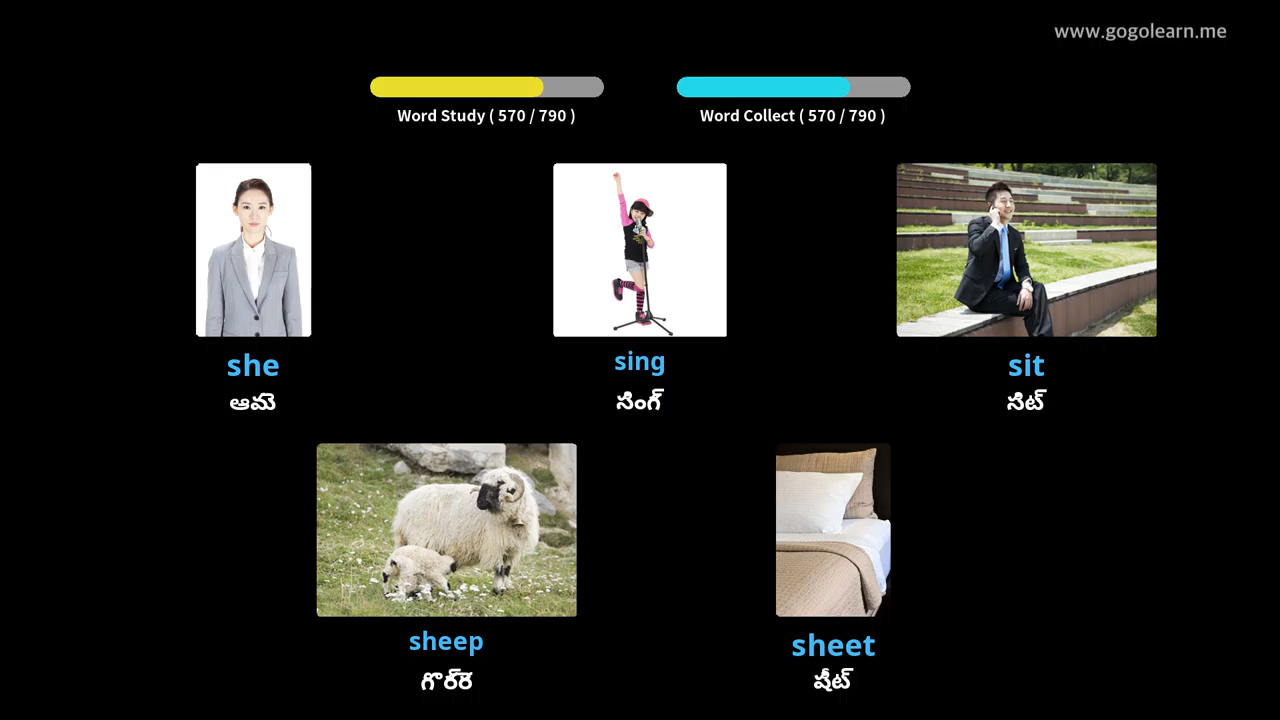 www.gogolearn.me
Word Study ( 570 / 790 )
Word Collect ( 570 / 790 )
she
ఆమె
sing
సింగ్
sit
సిట్
sheep
గొర్రె
sheet
షీట్